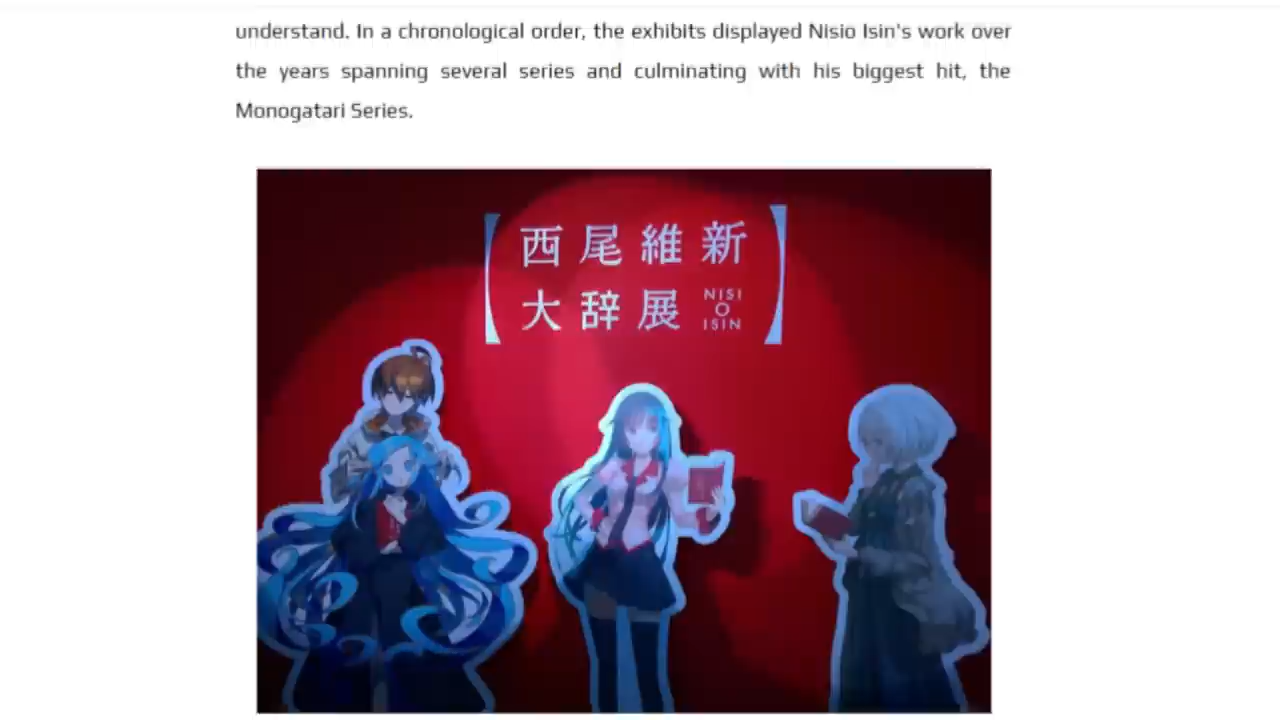 understand. In a chronological order, the exhibits displayed Nisio Isin's work over
the years spanning several series and culminating with his biggest hit, the
Monogatari Series.
【西尾維新
大辞展】
NISI
O
ISIN